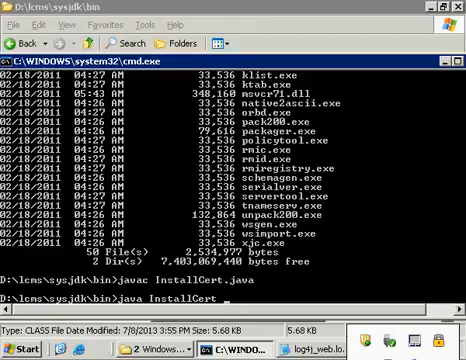 D:\lcms\sysjdk\bin
File Edit View Favorites Tools Help
Back Search Folders
C:\WINDOWS\system32\cmd.exe
02/18/2011 04:27 AM 33,536 klist.exe
02/18/2011 04:27 AM 33,536 ktab.exe
02/18/2011 05:43 AM 348,160 msvcr71.dll
02/18/2011 04:26 AM 33,536 native2ascii.exe
02/18/2011 04:27 AM 33,536 orbd.exe
02/18/2011 04:26 AM 33,536 pack200.exe
02/18/2011 04:26 AM 79,616 packager.exe
02/18/2011 04:27 AM 33,536 policytool.exe
02/18/2011 04:26 AM 33,536 rmic.exe
02/18/2011 04:26 AM 33,536 rmid.exe
02/18/2011 04:26 AM 33,536 rmiregistry.exe
02/18/2011 04:26 AM 33,536 schemagen.exe
02/18/2011 04:26 AM 33,536 serialver.exe
02/18/2011 04:27 AM 33,536 servertool.exe
02/18/2011 04:27 AM 33,536 tnameserv.exe
02/18/2011 04:26 AM 132,864 unpack200.exe
02/18/2011 04:26 AM 33,536 wsgen.exe
02/18/2011 04:26 AM 33,536 wsimport.exe
02/18/2011 04:26 AM 33,536 xjc.exe
50 File(s) 2,534,977 bytes
2 Dir(s) 7,403,069,440 bytes free
D:\lcms\sysjdk\bin>javac InstallCert.java
D:\lcms\sysjdk\bin>java InstallCert _
Type: CLASS File Date Modified: 7/8/2013 3:55 PM Size: 5.68 KB 5.68 KB
Start 2 Windows... C:\WINDO... log4j_web.lo...